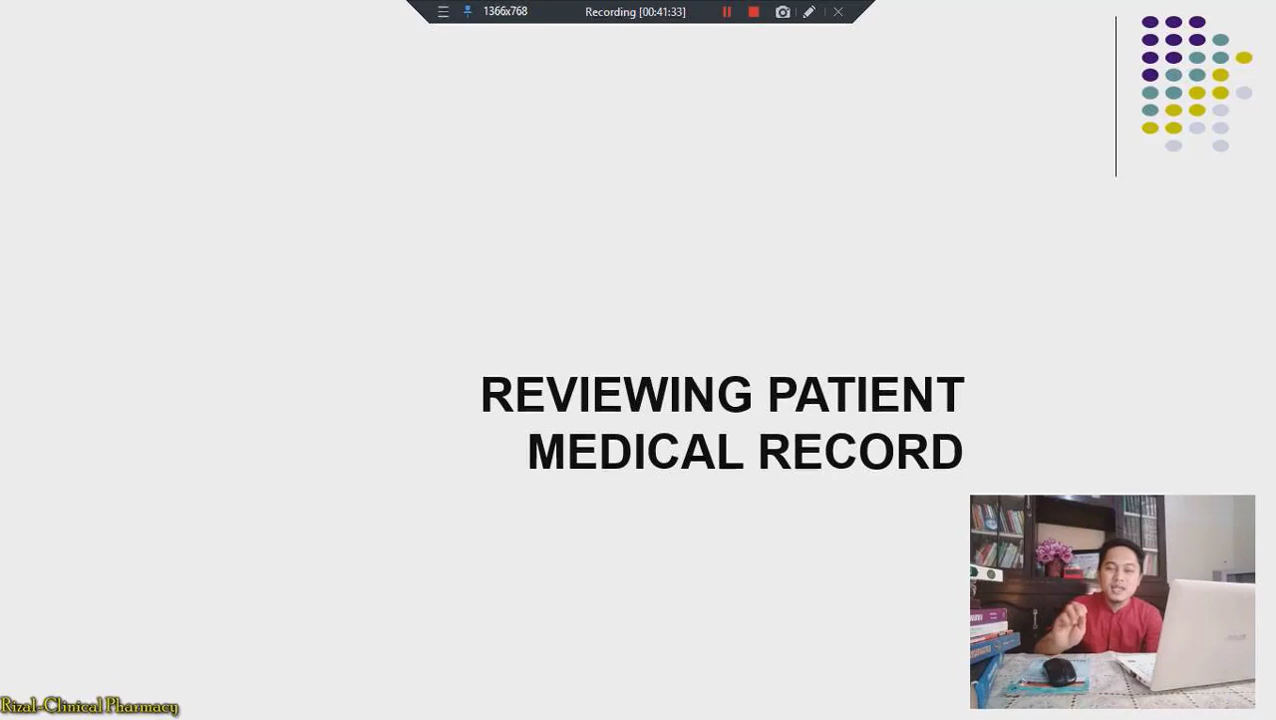 1366x768 Recording [00:41:33]
REVIEWING PATIENT
MEDICAL RECORD
Rizal-Clinical Pharmacy